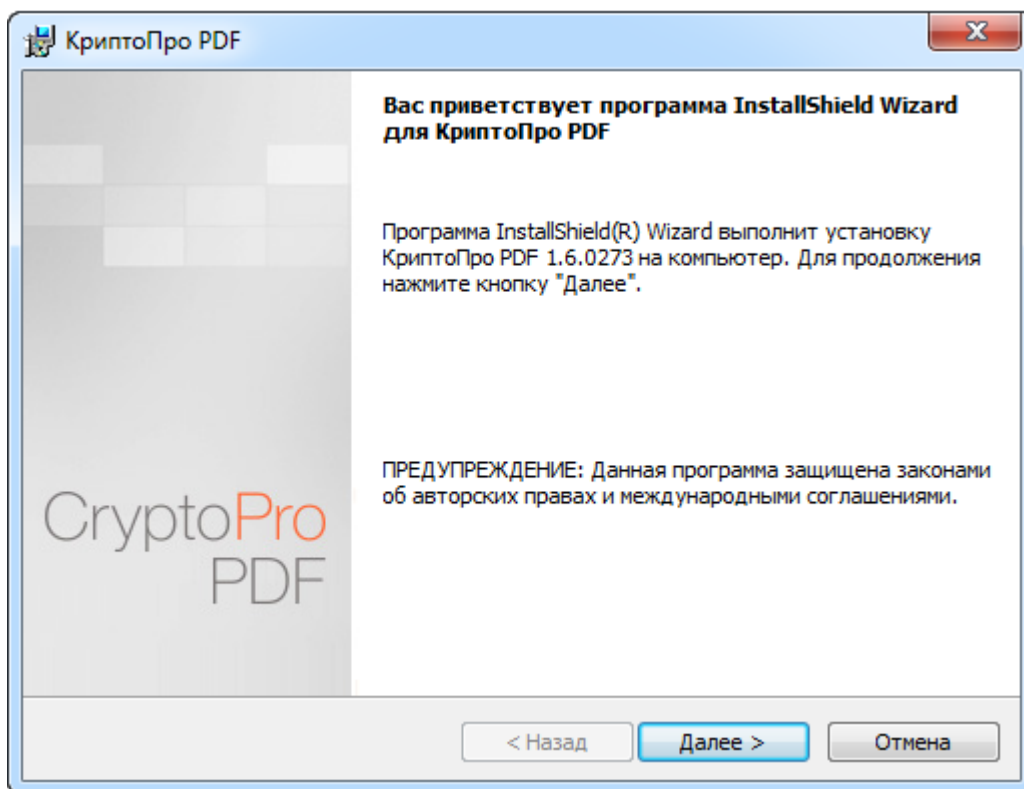 КриптоПро PDF
Вас приветствует программа InstallShield Wizard
для КриптоПро PDF
Программа InstallShield(R) Wizard выполнит установку
КриптоПро PDF 1.6.0273 на компьютер. Для продолжения
нажмите кнопку "Далее".
ПРЕДУПРЕЖДЕНИЕ: Данная программа защищена законами
об авторских правах и международными соглашениями.
CryptoPro
PDF
< Назад
Далее >
Отмена